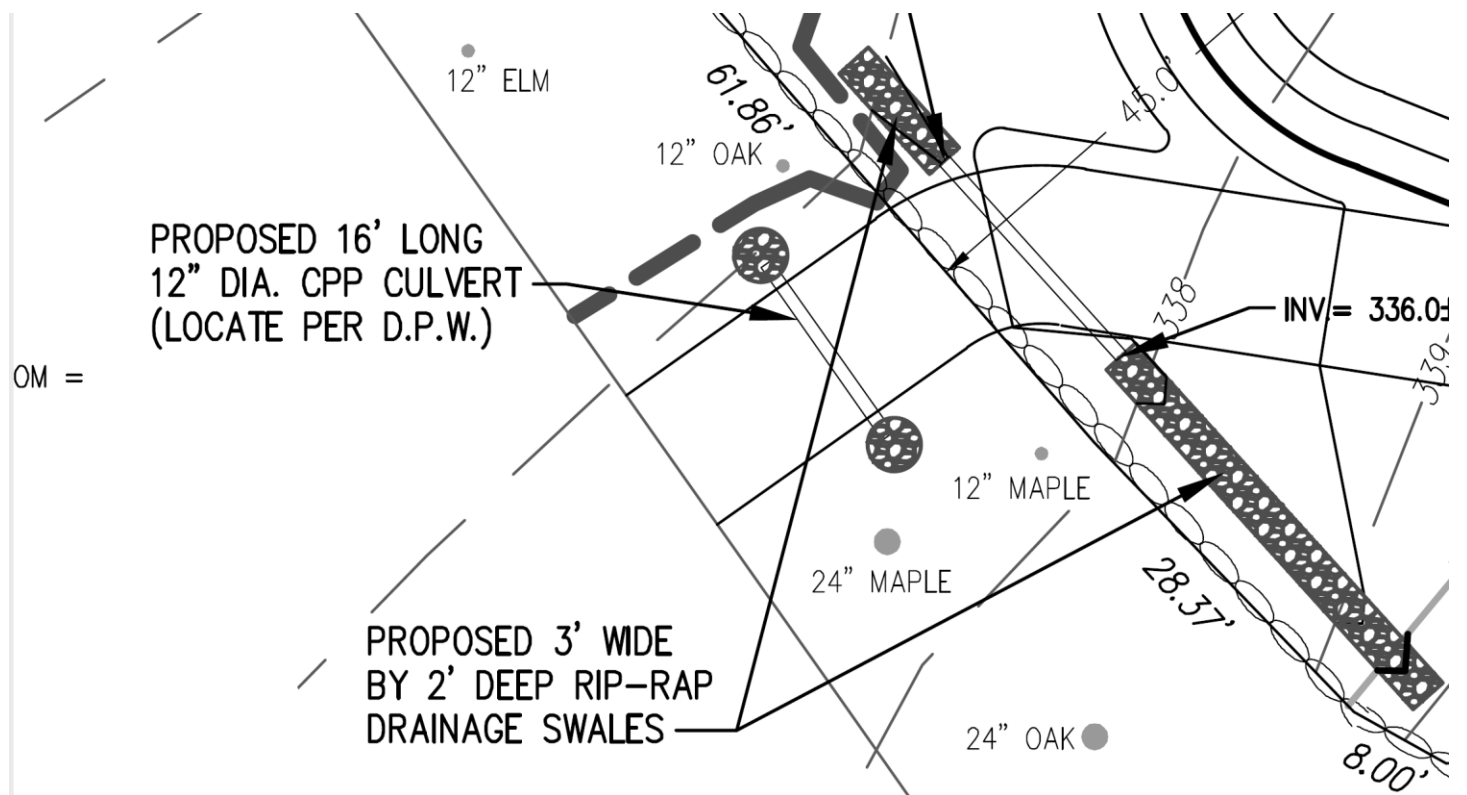 12” ELM
61.86’
45.0’
12” OAK
PROPOSED 16’ LONG
12” DIA. CPP CULVERT
(LOCATE PER D.P.W.)
338
INV.= 336.0±
339
OM =
12” MAPLE
24” MAPLE
28.37’
PROPOSED 3’ WIDE
BY 2’ DEEP RIP–RAP
DRAINAGE SWALES
24” OAK
8.00’